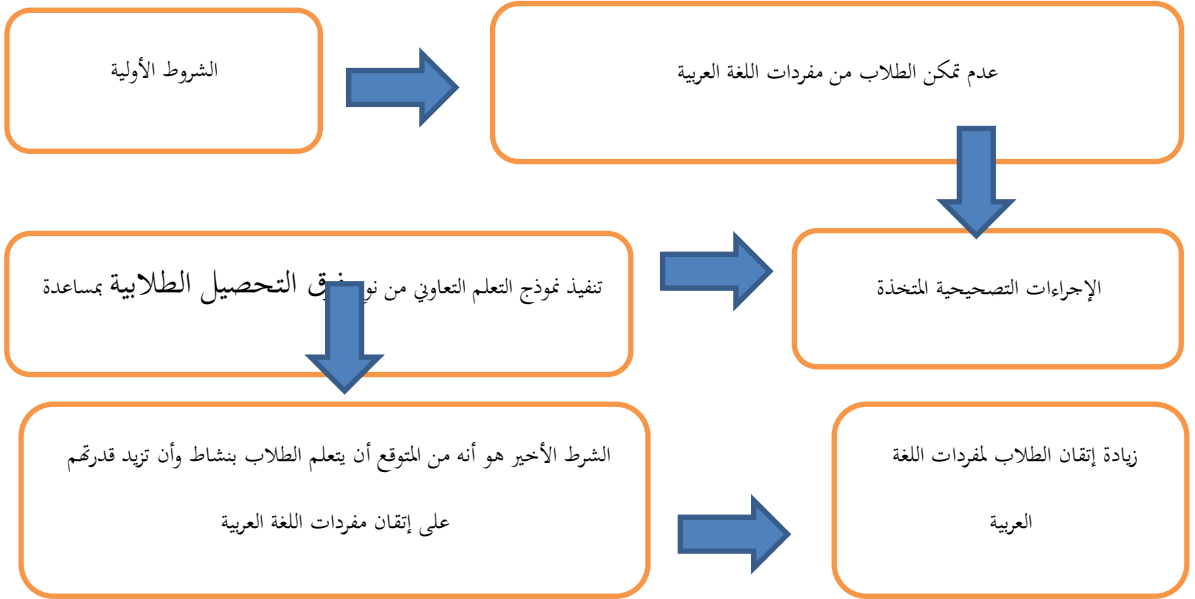 الشروط الأولية
عدم تمكن الطلاب من مفردات اللغة العربية
الإجراءات التصحيحية المتخذة
تنفيذ نموذج التعلم التعاوني من التحصيل الطلابية بمساعدة
الشرط الأخير هو أنه من المتوقع أن يتعلم الطلاب بنشاط وأن تزيد قدرتهم
على إتقان مفردات اللغة العربية
زيادة إتقان الطلاب لمفردات اللغة
العربية